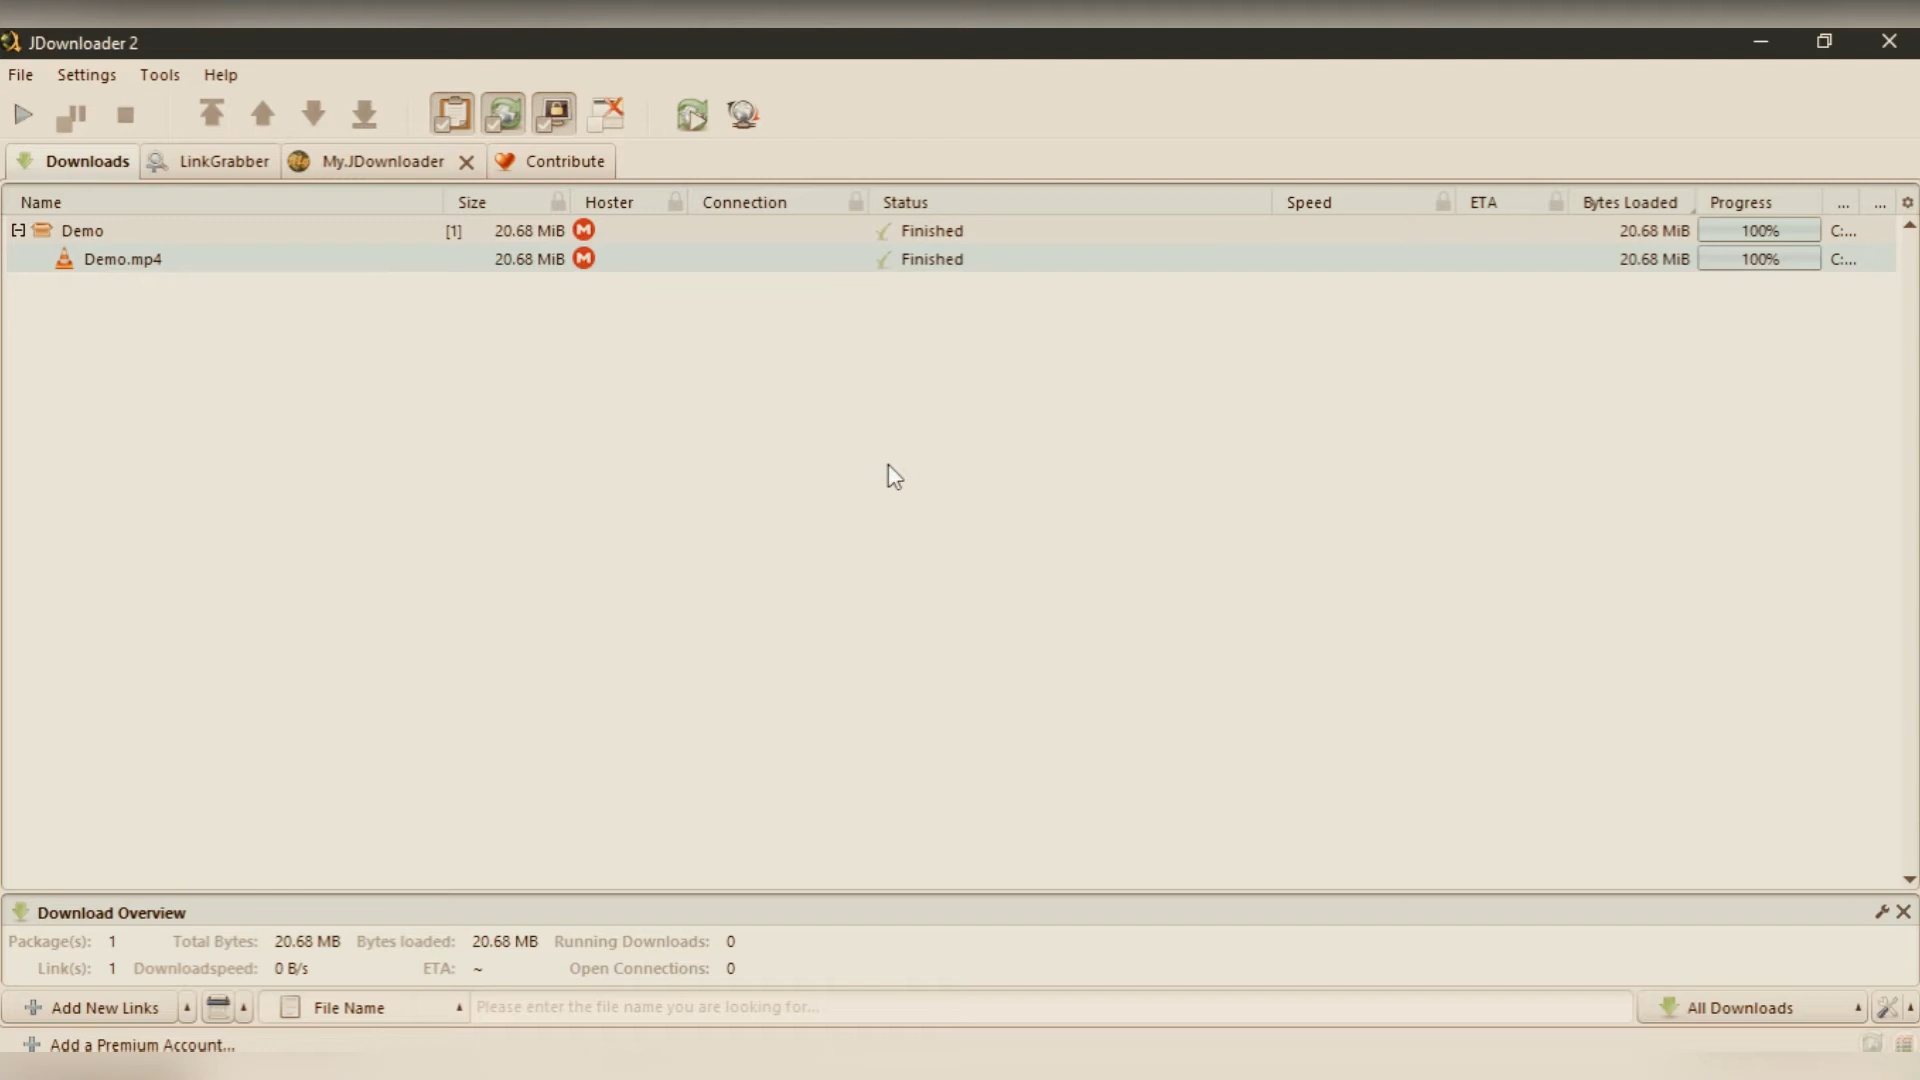 JDownloader 2
File Settings Tools Help
Downloads LinkGrabber My.JDownloader Contribute
Name Size Hoster Connection Status Speed ETA Bytes Loaded Progress ... ...
Demo [1] 20.68 MiB M Finished 20.68 MiB 100% C:...
Demo.mp4 20.68 MiB M Finished 20.68 MiB 100% C:...
Download Overview
Package(s): 1 Total Bytes: 20.68 MB Bytes loaded: 20.68 MB Running Downloads: 0
Link(s): 1 Downloadspeed: 0 B/s ETA: ~ Open Connections: 0
Add New Links File Name Please enter the file name you are looking for... All Downloads
Add a Premium Account...